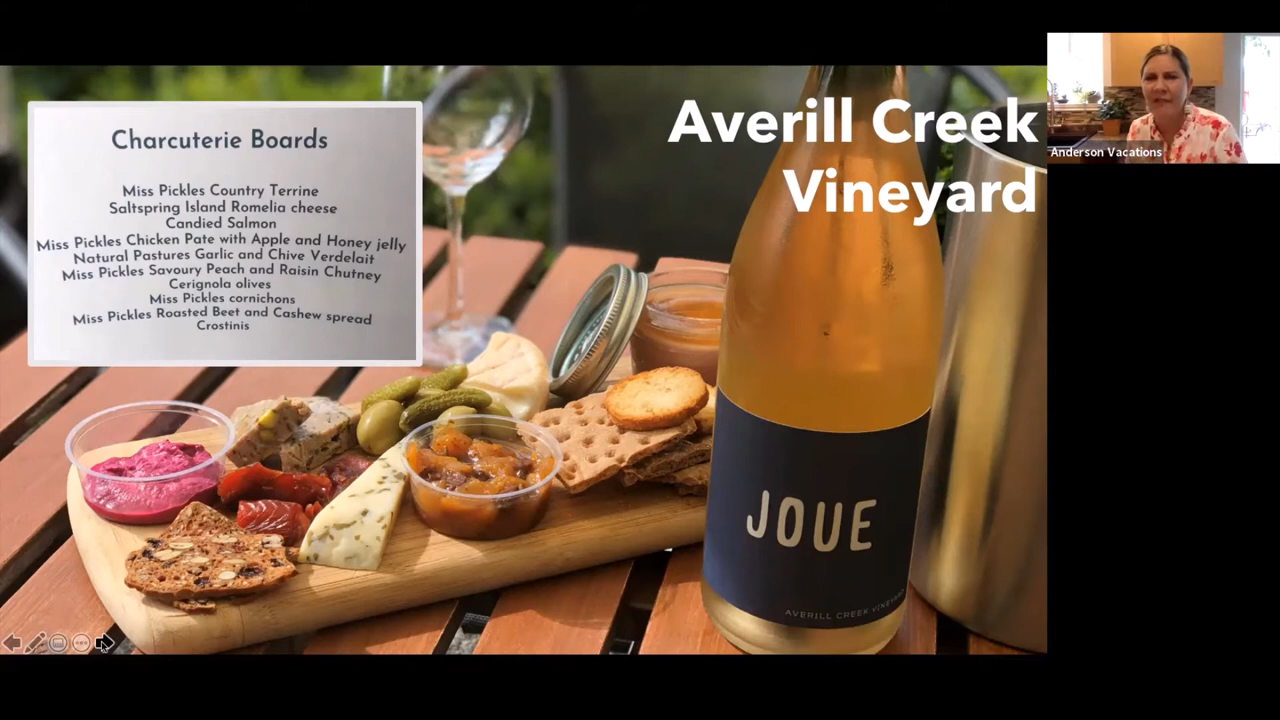 Charcuterie Boards
Miss Pickles Country Terrine
Saltspring Island Romelia cheese
Candied Salmon
Miss Pickles Chicken Pate with Apple and Honey jelly
Natural Pastures Garlic and Chive Verdelait
Miss Pickles Savoury Peach and Raisin Chutney
Cerignola olives
Miss Pickles cornichons
Miss Pickles Roasted Beet and Cashew spread
Crostinis
Averill Creek
Vineyard
JOUE
AVERILL CREEK VINEYARD
Anderson Vacations